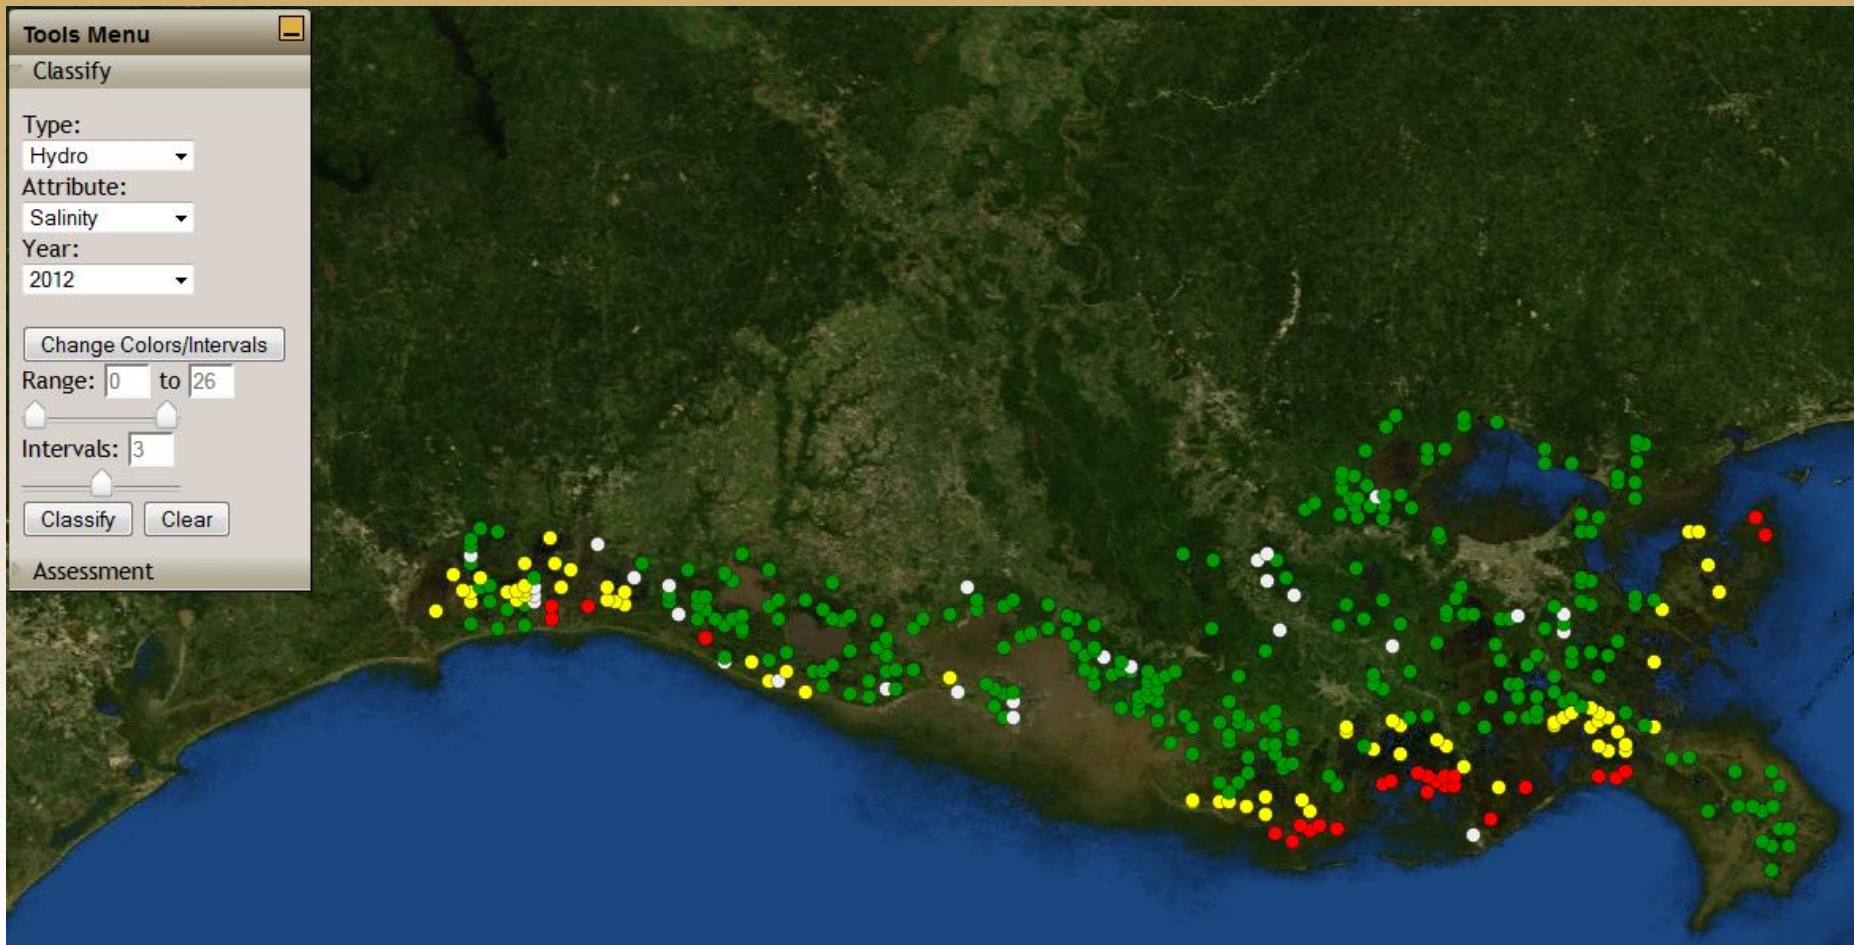 Tools Menu
Classify
Type:
Hydro
Attribute:
Salinity
Year:
2012
Change Colors/Intervals
Range: 0 to 26
Intervals: 3
Classify Clear
Assessment